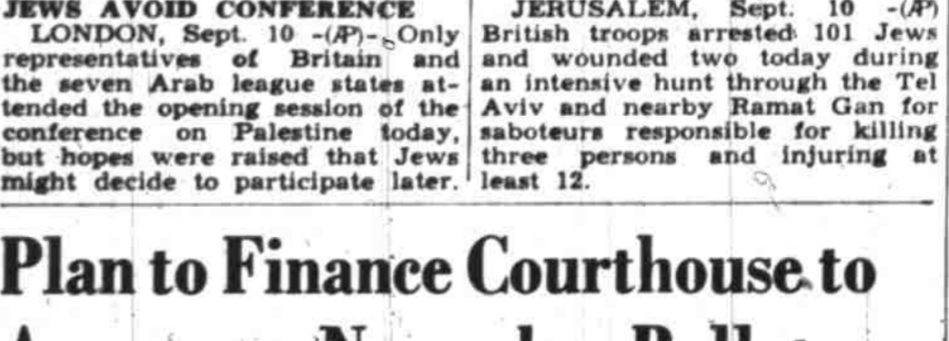 JEWS AVOID CONFERENCE
LONDON, Sept. 10 -(AP)- Only
representatives of Britain and
the seven Arab league states at-
tended the opening session of the
conference on Palestine today,
but hopes were raised that Jews
might decide to participate later.
JERUSALEM, Sept. 10 -(AP)
British troops arrested 101 Jews
and wounded two today during
an intensive hunt through the Tel
Aviv and nearby Ramat Gan for
saboteurs responsible for killing
three persons and injuring at
least 12.
Plan to Finance Courthouse to